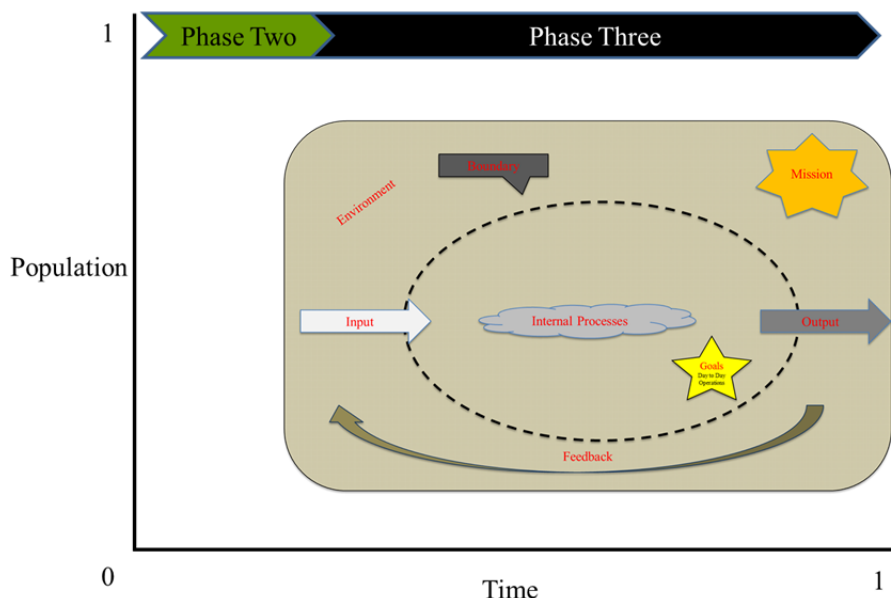 1
Phase Two
Phase Three
Boundary
Mission
Environment
Population
Input
Internal Processes
Output
Goals
Day to Day
Operations
Feedback
0
Time
1